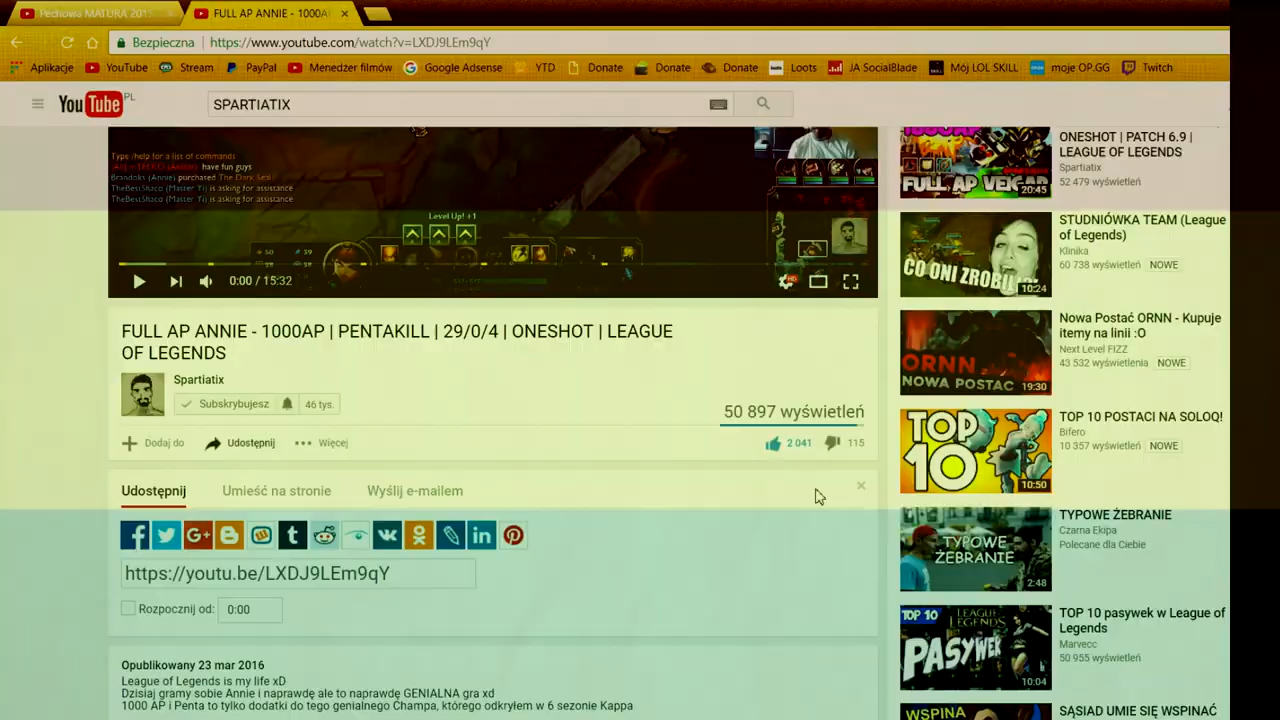 Pechowa MATURA 2015
FULL AP ANNIE - 1000A
Bezpieczna
https://www.youtube.com/watch?v=LXDJ9LEm9qY
Aplikacje
YouTube
Stream
PayPal
Menedżer filmów
Google Adsense
YTD
Donate
Donate
Donate
Loots
JA SocialBlade
Mój LOL SKILL
moje OP.GG
Twitch
YouTube PL
SPARTIATIX
Type /help for a list of commands
have fun guys
Brandoks (Annie) purchased The Dark Seal
TheBestShaco (Master Yi) is asking for assistance
TheBestShaco (Master Yi) is asking for assistance
Level Up! +1
0:00 / 15:32
HD
FULL AP ANNIE - 1000AP | PENTAKILL | 29/0/4 | ONESHOT | LEAGUE
OF LEGENDS
Spartiatix
Subskrybujesz
46 tys.
50 897 wyświetleń
Dodaj do
Udostępnij
Więcej
2 041
115
Udostępnij
Umieść na stronie
Wyślij e-mailem
https://youtu.be/LXDJ9LEm9qY
Rozpocznij od:
0:00
Opublikowany 23 mar 2016
League of Legends is my life xD
Dzisiaj gramy sobie Annie i naprawdę ale to naprawdę GENIALNA gra xd
1000 AP i Penta to tylko dodatki do tego genialnego Champa, którego odkryłem w 6 sezonie Kappa
FULL AP VEIGAR
20:45
ONESHOT | PATCH 6.9 |
LEAGUE OF LEGENDS
Spartiatix
52 479 wyświetleń
CO ONI ZROBILI
10:24
STUDNIÓWKA TEAM (League
of Legends)
Klinika
60 738 wyświetleń
NOWE
ORNN
NOWA POSTAĆ
19:30
Nowa Postać ORNN - Kupuje
itemy na linii :O
Next Level FIZZ
43 532 wyświetlenia
NOWE
TOP
10
10:50
TOP 10 POSTACI NA SOLOQ!
Bifero
10 357 wyświetleń
NOWE
TYPOWE
ŻEBRANIE
2:48
TYPOWE ŻEBRANIE
Czarna Ekipa
Polecane dla Ciebie
TOP 10
LEAGUE
LEGENDS
PASYWEK
10:04
TOP 10 pasywek w League of
Legends
Marvecc
50 955 wyświetleń
WSPINA
SĄSIAD UMIE SIĘ WSPINAĆ